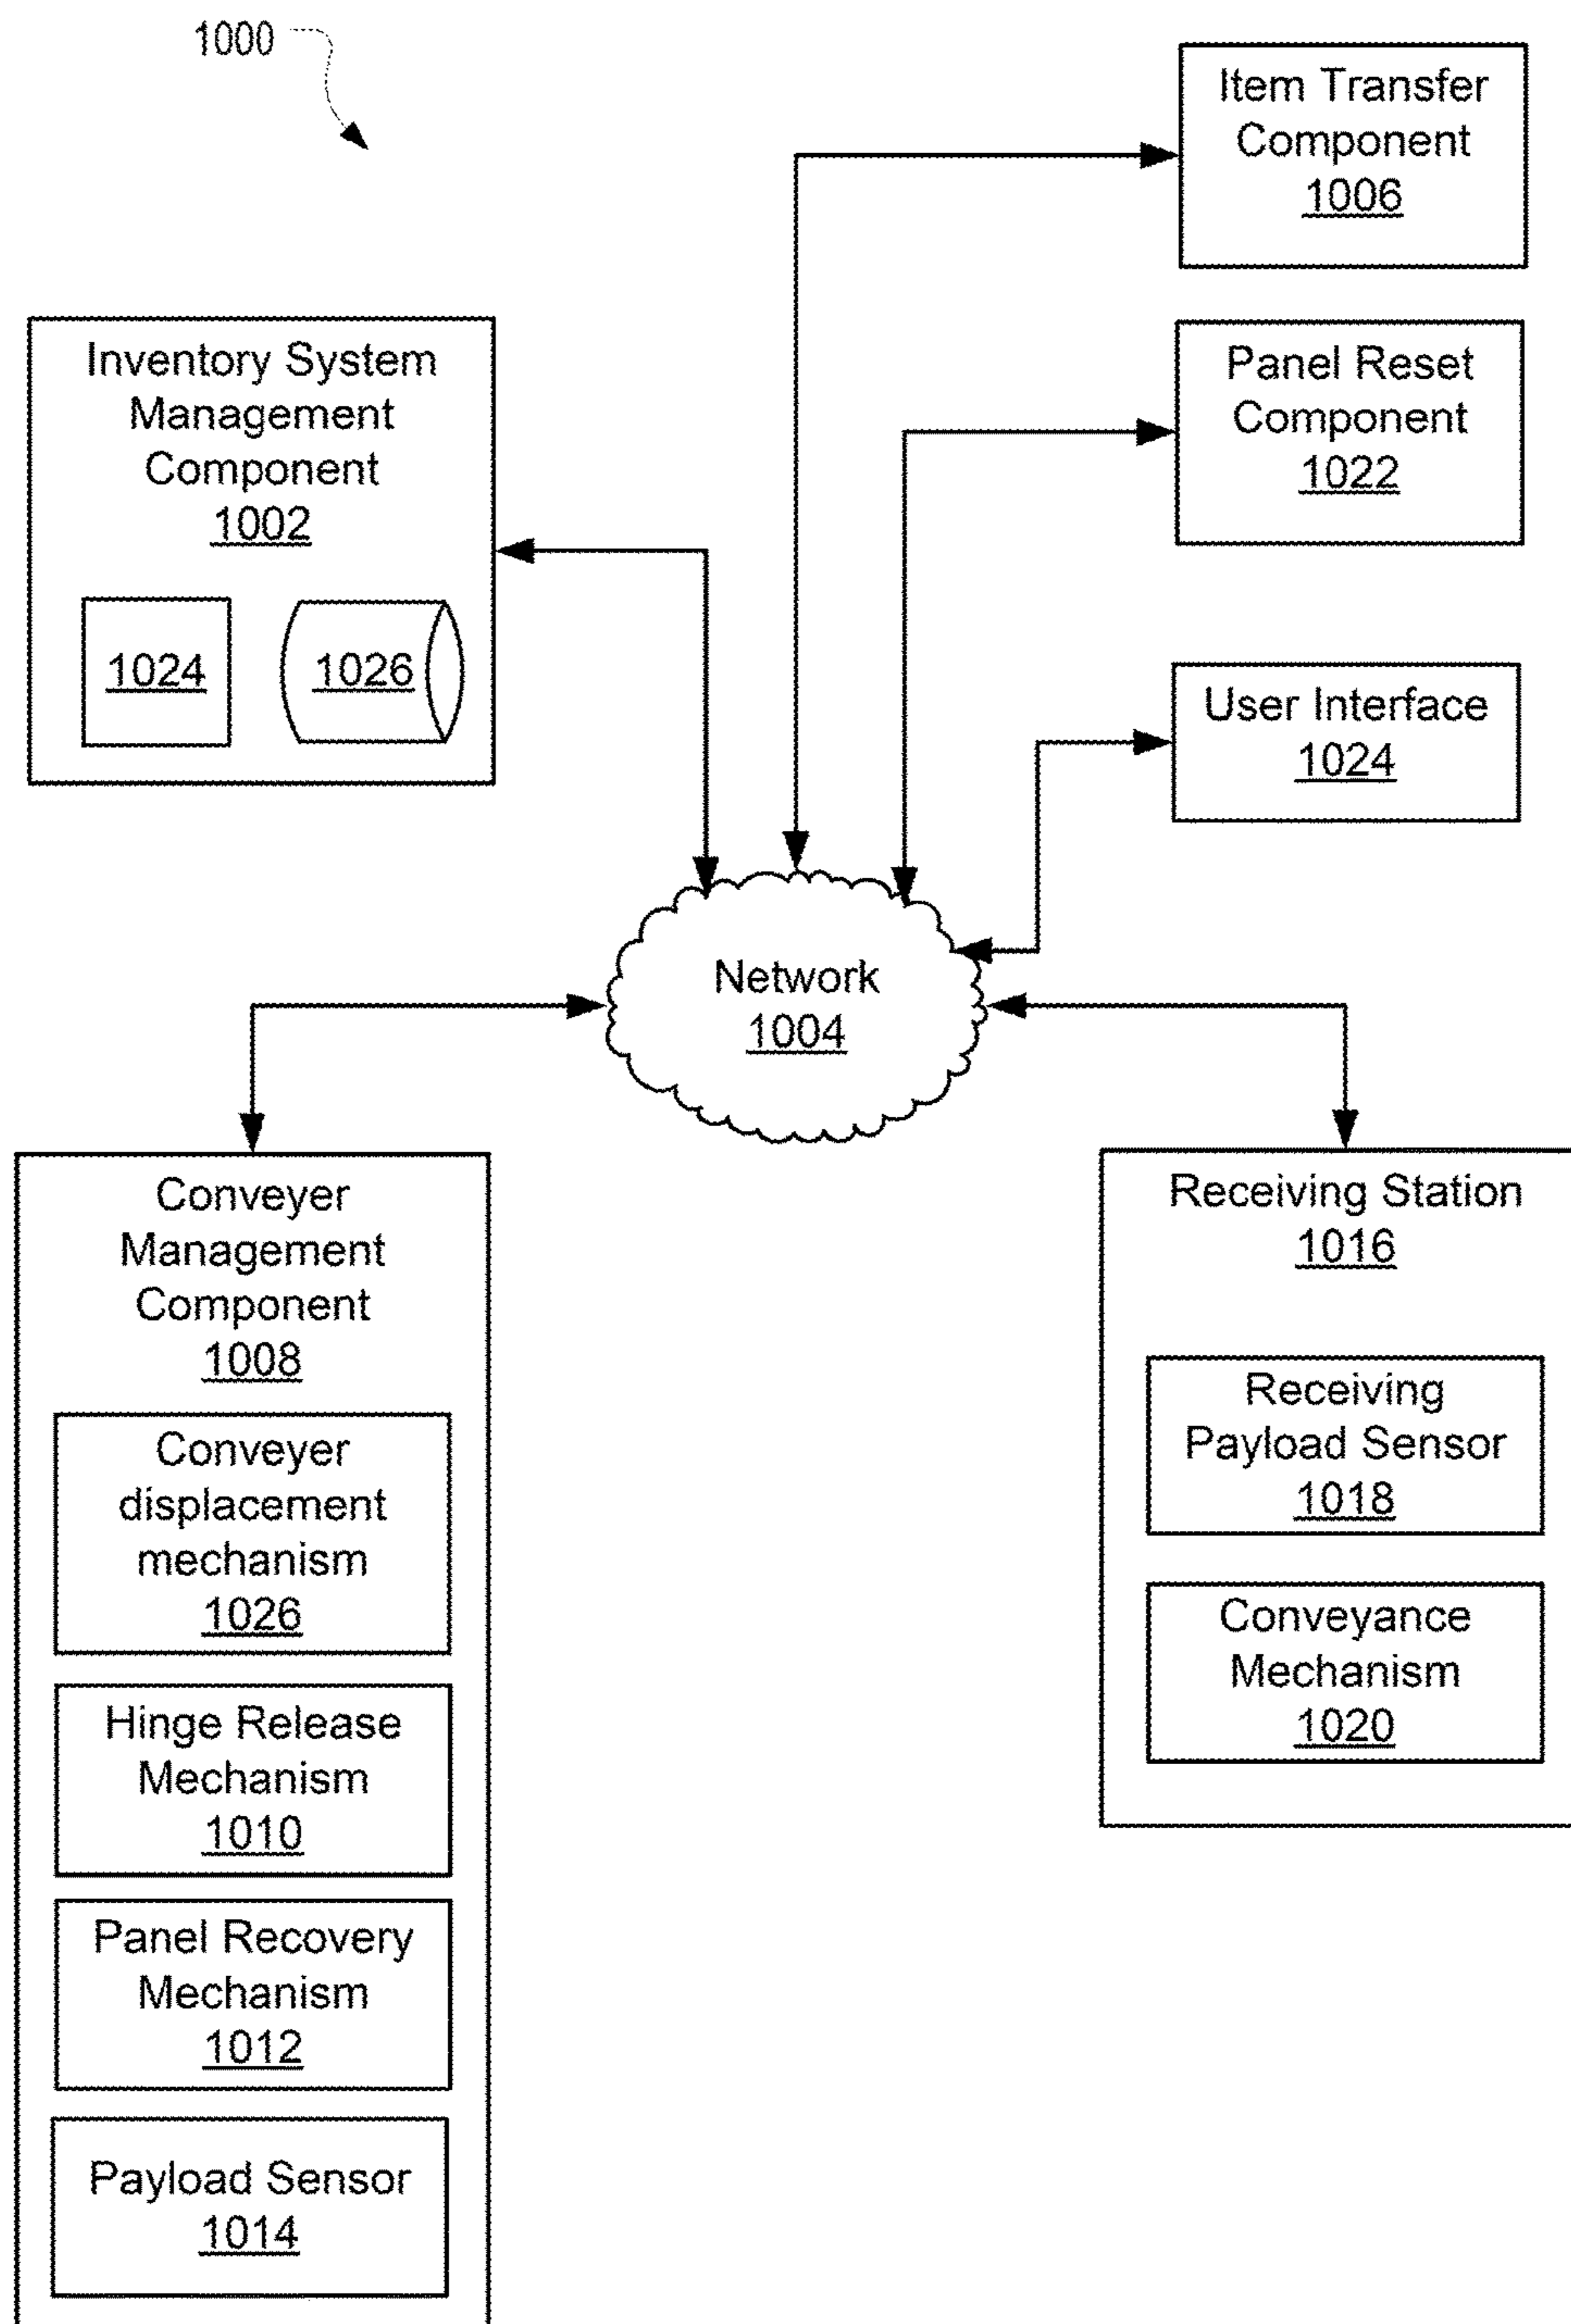 1000
Item Transfer
Component
1006
Inventory System
Management
Component
1002
1024
1026
Panel Reset
Component
1022
User Interface
1024
Network
1004
Conveyer
Management
Component
1008
Conveyer
displacement
mechanism
1026
Hinge Release
Mechanism
1010
Panel Recovery
Mechanism
1012
Payload Sensor
1014
Receiving Station
1016
Receiving
Payload Sensor
1018
Conveyance
Mechanism
1020